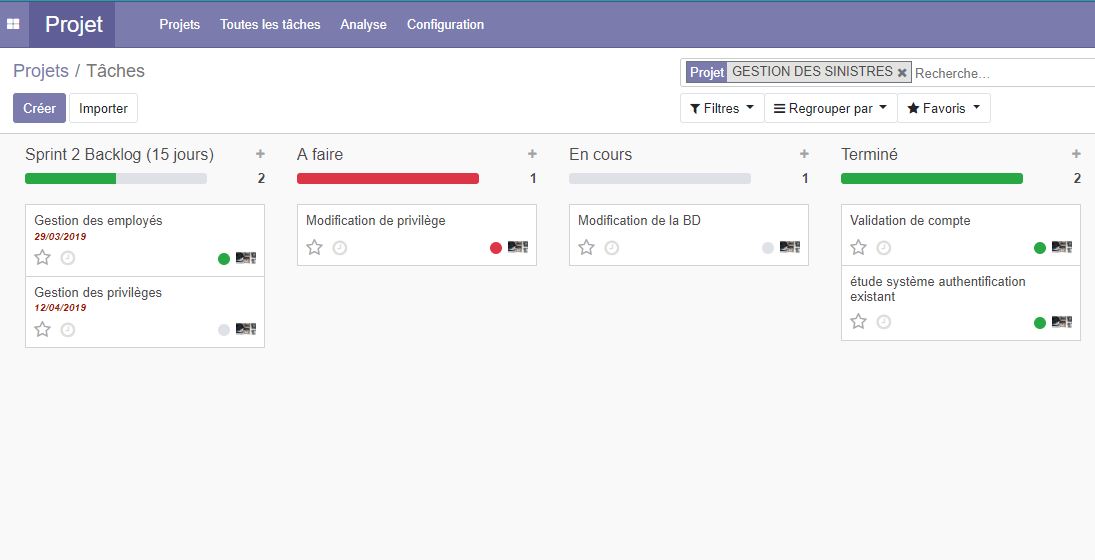 Projet Projets Toutes les tâches Analyse Configuration
Projets / Tâches
Projet GESTION DES SINISTRES Recherche...
Créer Importer
Filtres Regrouper par Favoris
Sprint 2 Backlog (15 jours) +
2
Gestion des employés
29/03/2019
Gestion des privilèges
12/04/2019
A faire +
1
Modification de privilège
En cours +
1
Modification de la BD
Terminé +
2
Validation de compte
étude système authentification
existant